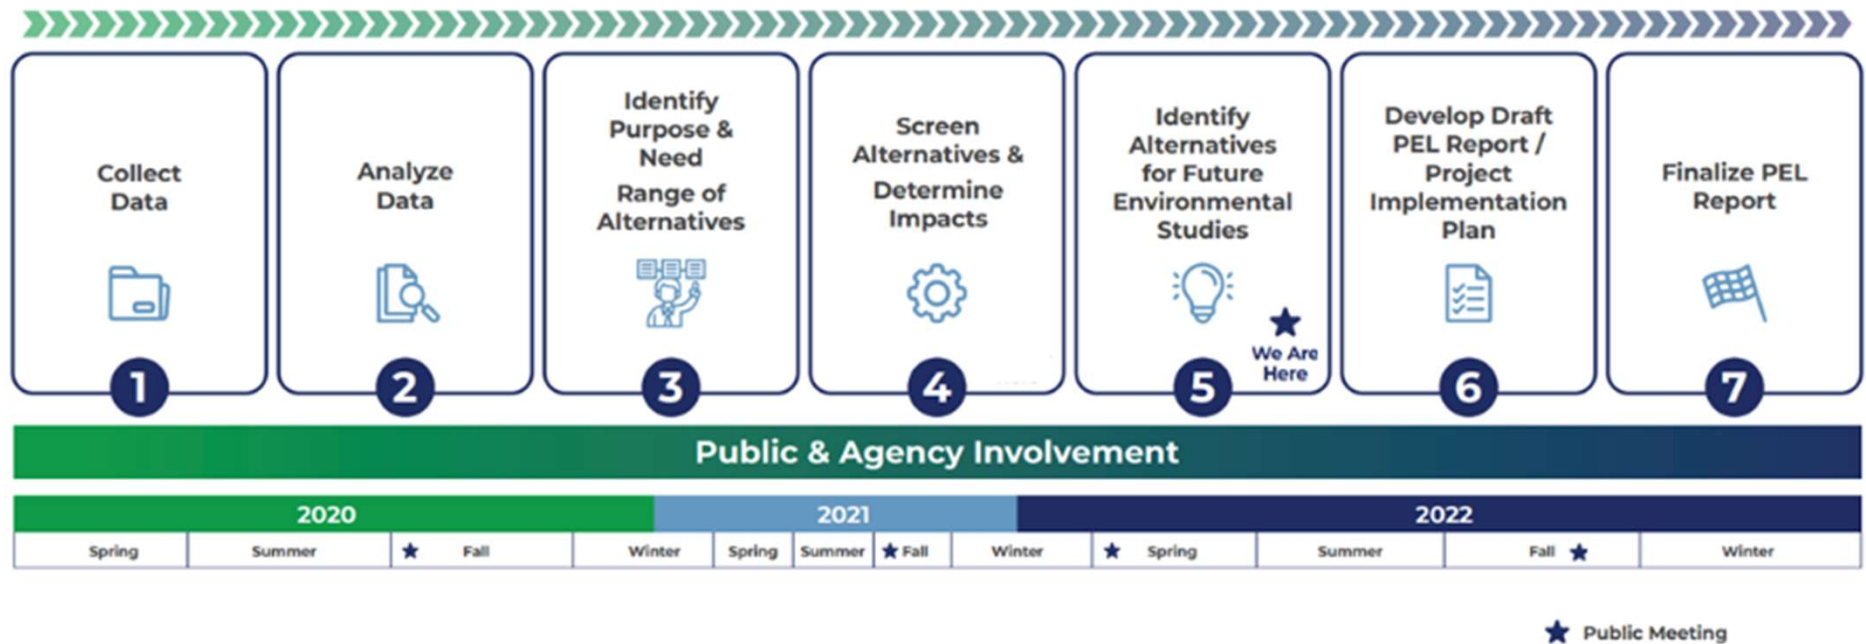 Collect
Data
1
Analyze
Data
2
Identify
Purpose &
Need
Range of
Alternatives
3
Screen
Alternatives &
Determine
Impacts
4
Identify
Alternatives
for Future
Environmental
Studies
We Are
Here
5
Develop Draft
PEL Report /
Project
Implementation
Plan
6
Finalize PEL
Report
7
Public & Agency Involvement
2020 2021 2022
Spring Summer Fall Winter Spring Summer Fall Winter Spring Summer Fall Winter
Public Meeting